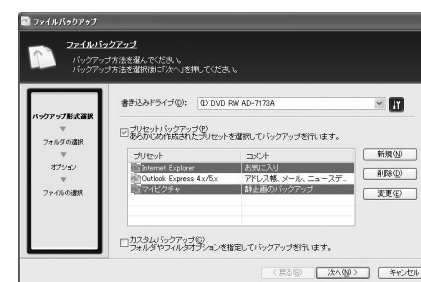 ファイルバックアップ
ファイルバックアップ
バックアップ方法を選んでください。
バックアップ方法を選択後に「次へ」を押してください。
バックアップ形式選択
フォルダの選択
オプション
ファイルの選択
書き込みドライブ(D):
(I:) DVD RW AD-7173A
プリセットバックアップ(P)
あらかじめ作成されたプリセットを選択してバックアップを行います。
プリセット コメント
Internet Explorer お気に入り
Outlook Express 4.x/5.x アドレス帳、メール、ニュースデ...
マイピクチャ 静止画のバックアップ
新規(N)
削除(D)
変更(E)
カスタムバックアップ(C)
フォルダやフィルタオプションを指定してバックアップを行います。
< 戻る(B) 次へ(N) > キャンセル